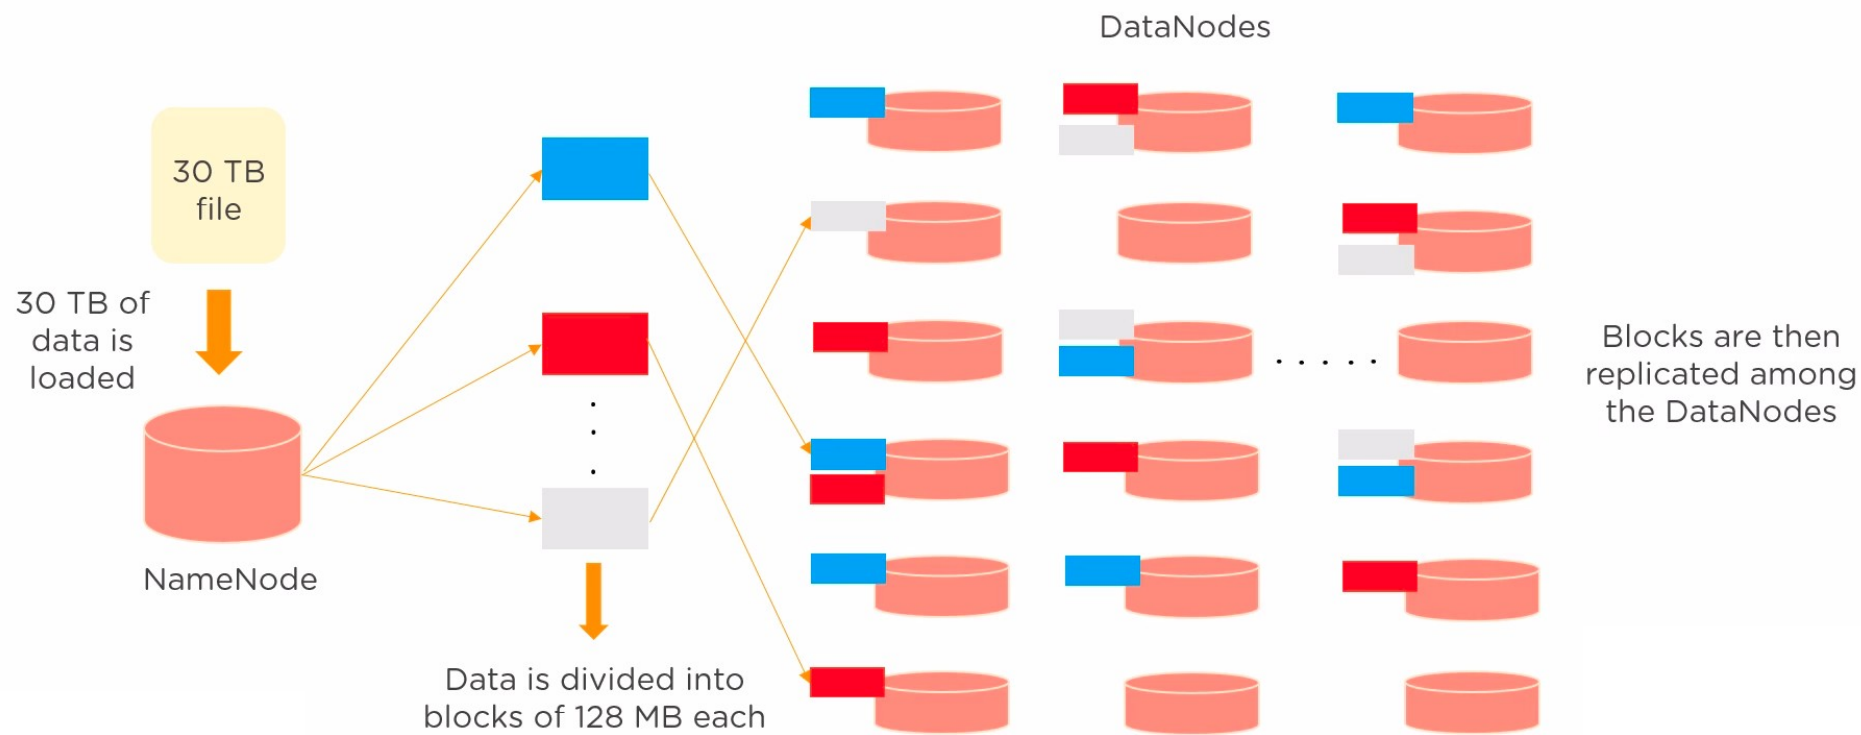 DataNodes
30 TB
file
30 TB of
data is
loaded
NameNode
Data is divided into
blocks of 128 MB each
Blocks are then
replicated among
the DataNodes